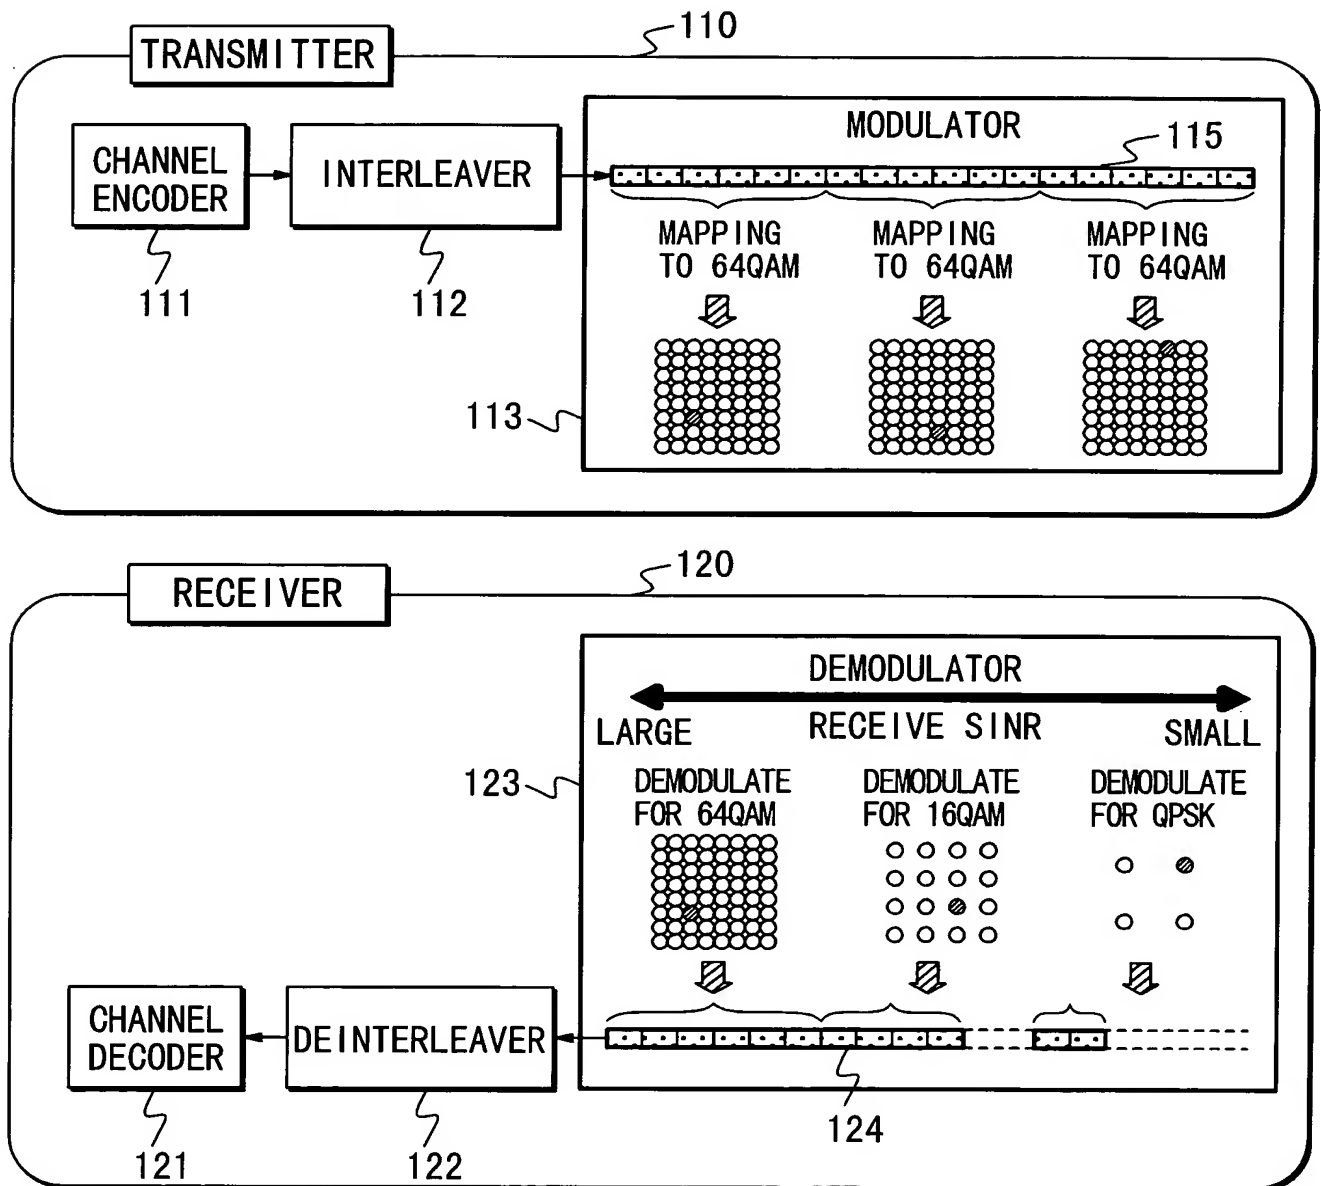 110
TRANSMITTER
MODULATOR
115
CHANNEL
ENCODER
INTERLEAVER
MAPPING
TO 64QAM
MAPPING
TO 64QAM
MAPPING
TO 64QAM
111
112
113
120
RECEIVER
DEMODULATOR
LARGE
RECEIVE SINR
SMALL
123
DEMODULATE
FOR 64QAM
DEMODULATE
FOR 16QAM
DEMODULATE
FOR QPSK
CHANNEL
DECODER
DEINTERLEAVER
124
121
122